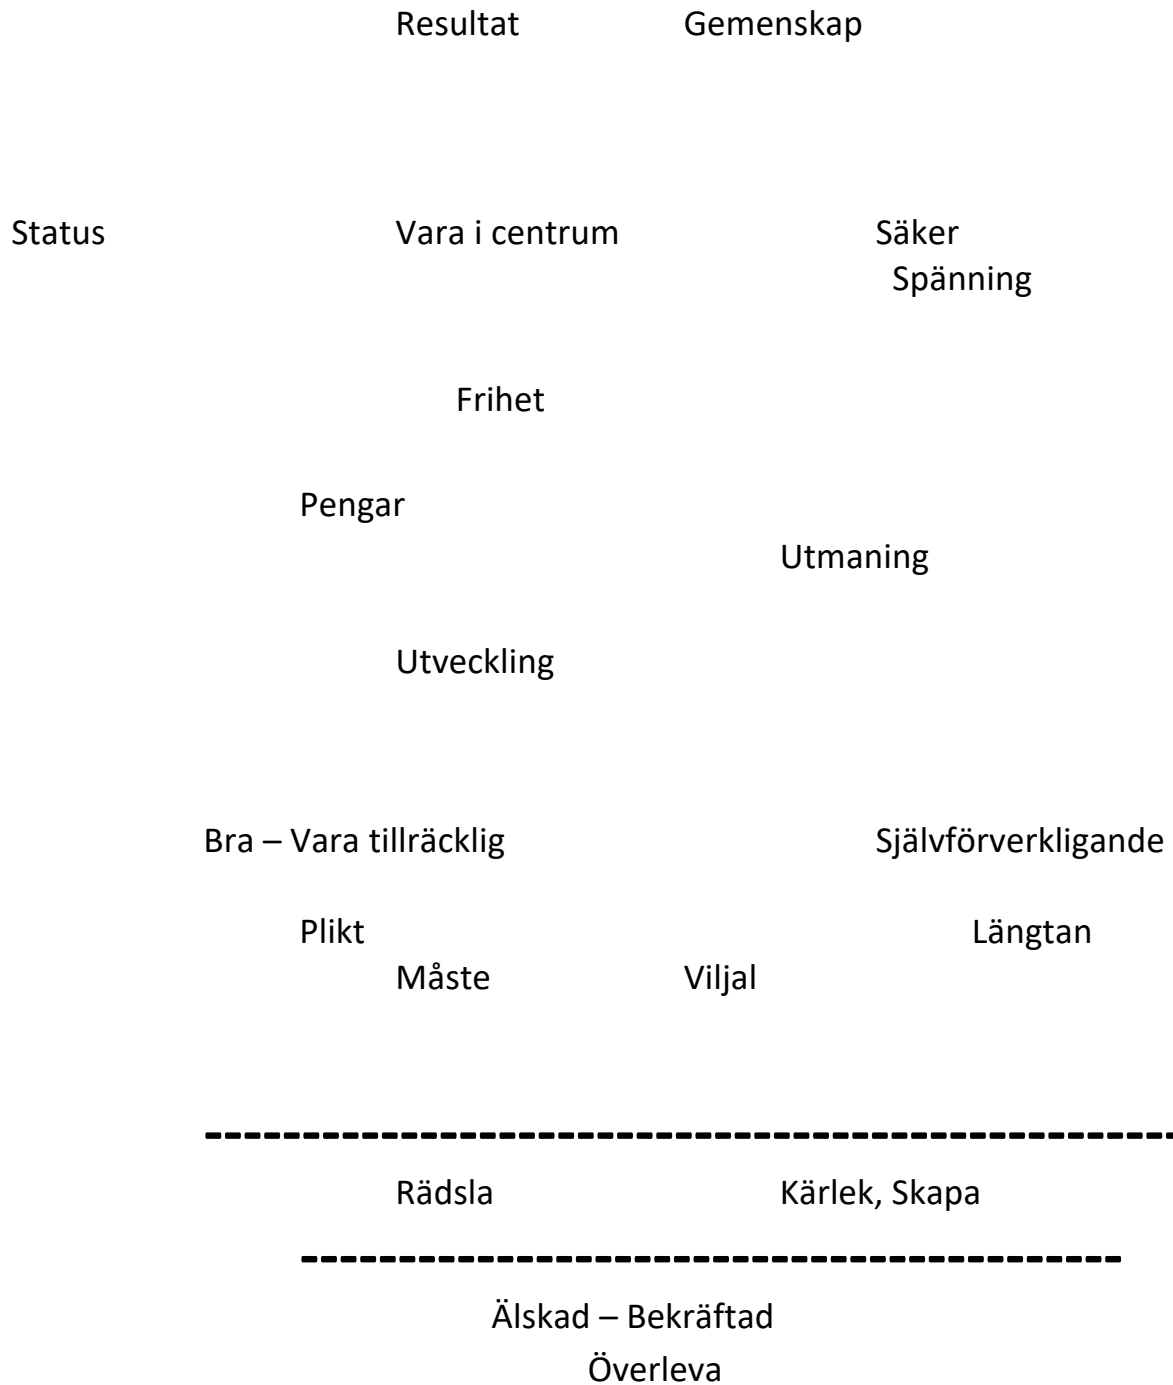 Resultat Gemenskap
Status Vara i centrum Säker
Spänning
Frihet
Pengar
Utmaning
Utveckling
Bra – Vara tillräcklig Självförverkligande
Plikt Längtan
Måste Viljal
--------------------------------------------------
Rädsla Kärlek, Skapa
------------------------------------------
Älskad – Bekräftad
Överleva